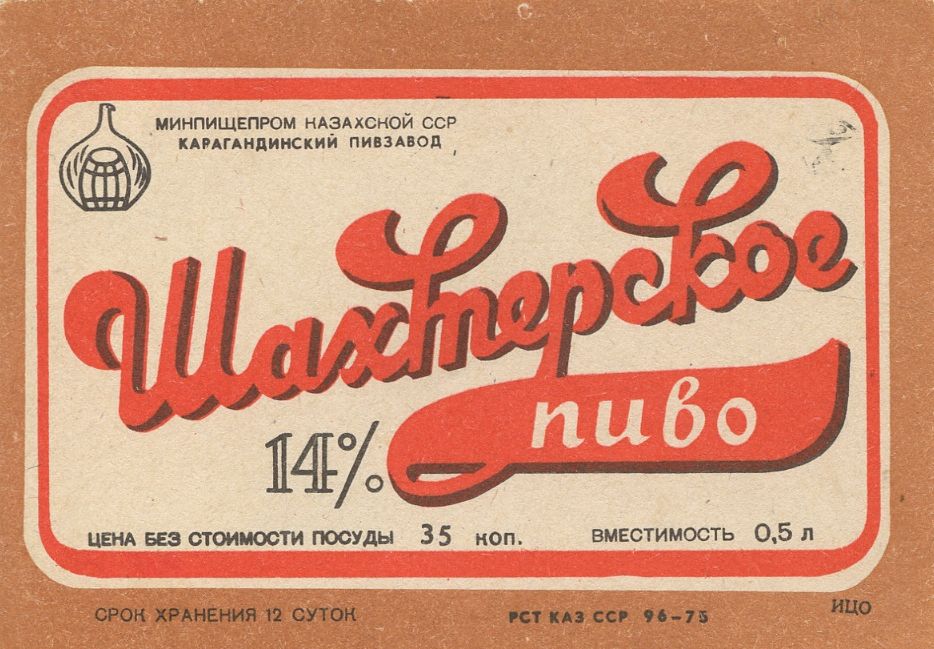 МИНПИЩЕПРОМ КАЗАХСКОЙ ССР
КАРАГАНДИНСКИЙ ПИВЗАВОД
Шахтерское
пиво
14%
ЦЕНА БЕЗ СТОИМОСТИ ПОСУДЫ 35 коп. ВМЕСТИМОСТЬ 0,5 л
СРОК ХРАНЕНИЯ 12 СУТОК РСТ КАЗ ССР 96-75 ИЦО